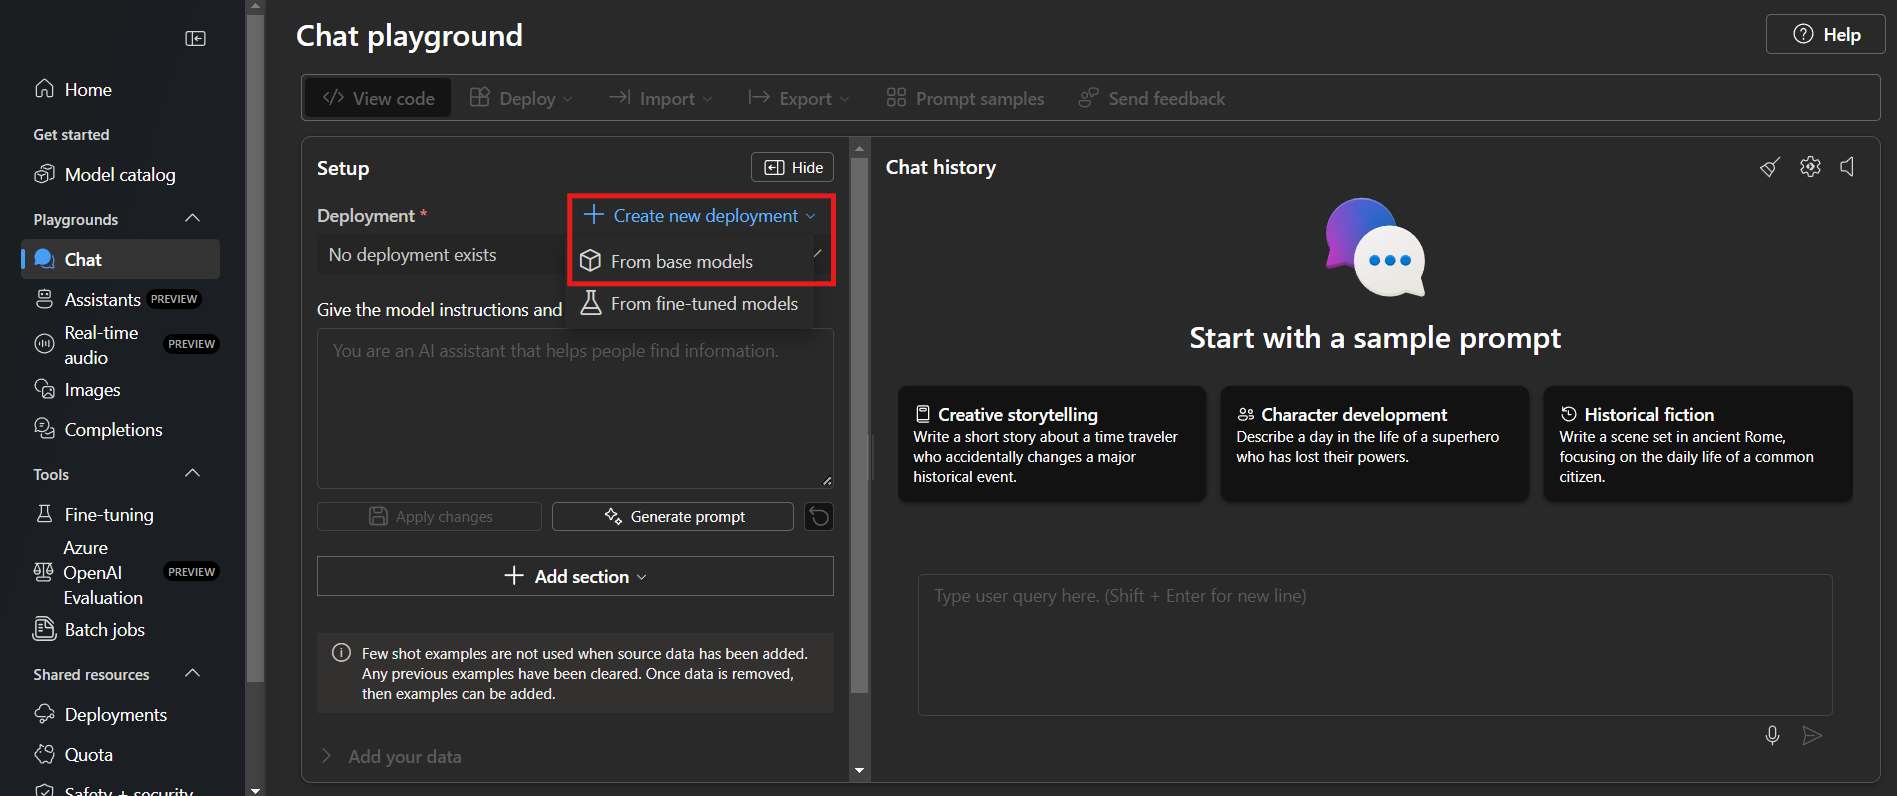 Home
Get started
Model catalog
Playgrounds
Chat
Assistants PREVIEW
Real-time
audio PREVIEW
Images
Completions
Tools
Fine-tuning
Azure
OpenAI PREVIEW
Evaluation
Batch jobs
Shared resources
Deployments
Quota
Safety + security
Chat playground
Help
View code Deploy Import Export Prompt samples Send feedback
Setup
Hide
Deployment * Create new deployment
No deployment exists
From base models
From fine-tuned models
Give the model instructions and
You are an AI assistant that helps people find information.
Apply changes Generate prompt
Add section
Few shot examples are not used when source data has been added.
Any previous examples have been cleared. Once data is removed,
then examples can be added.
Add your data
Chat history
Start with a sample prompt
Creative storytelling
Write a short story about a time traveler
who accidentally changes a major
historical event.
Character development
Describe a day in the life of a superhero
who has lost their powers.
Historical fiction
Write a scene set in ancient Rome,
focusing on the daily life of a common
citizen.
Type user query here. (Shift + Enter for new line)